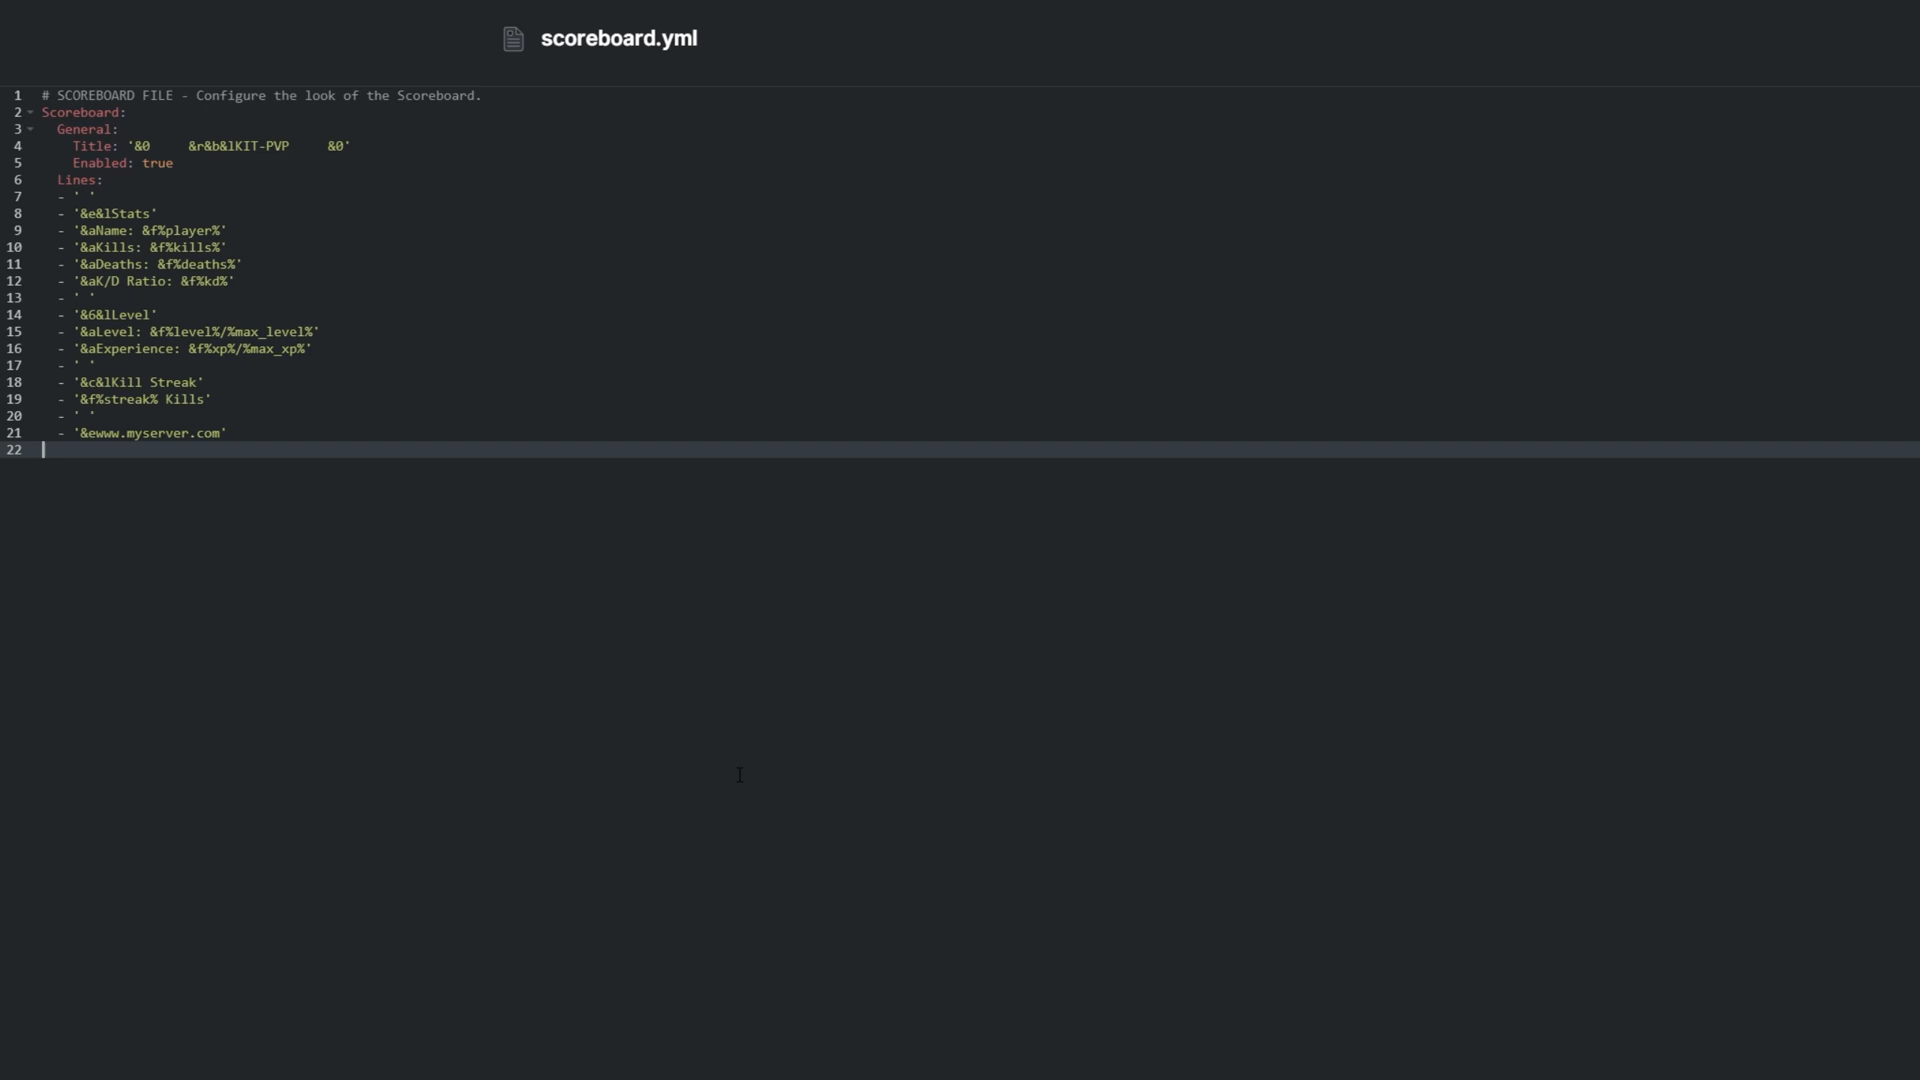 scoreboard.yml
1 # SCOREBOARD FILE - Configure the look of the Scoreboard.
2 Scoreboard:
3   General:
4     Title: '&0     &r&b&lKIT-PVP     &0'
5     Enabled: true
6   Lines:
7   - ' '
8   - '&e&lStats'
9   - '&aName: &f%player%'
10   - '&aKills: &f%kills%'
11   - '&aDeaths: &f%deaths%'
12   - '&aK/D Ratio: &f%kd%'
13   - ' '
14   - '&6&lLevel'
15   - '&aLevel: &f%level%/%max_level%'
16   - '&aExperience: &f%xp%/%max_xp%'
17   - ' '
18   - '&c&lKill Streak'
19   - '&f%streak% Kills'
20   - ' '
21   - '&ewww.myserver.com'
22